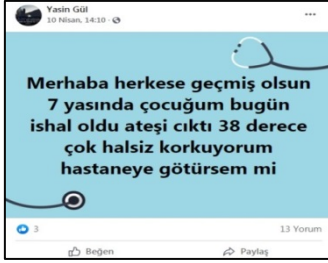 Yasin Gül
10 Nisan, 14:10 ·
Merhaba herkese geçmiş olsun
7 yasında çocuğum bugün
ishal oldu ateşi cıktı 38 derece
çok halsiz korkuyorum
hastaneye götürsem mi
3
13 Yorum
Beğen
Paylaş